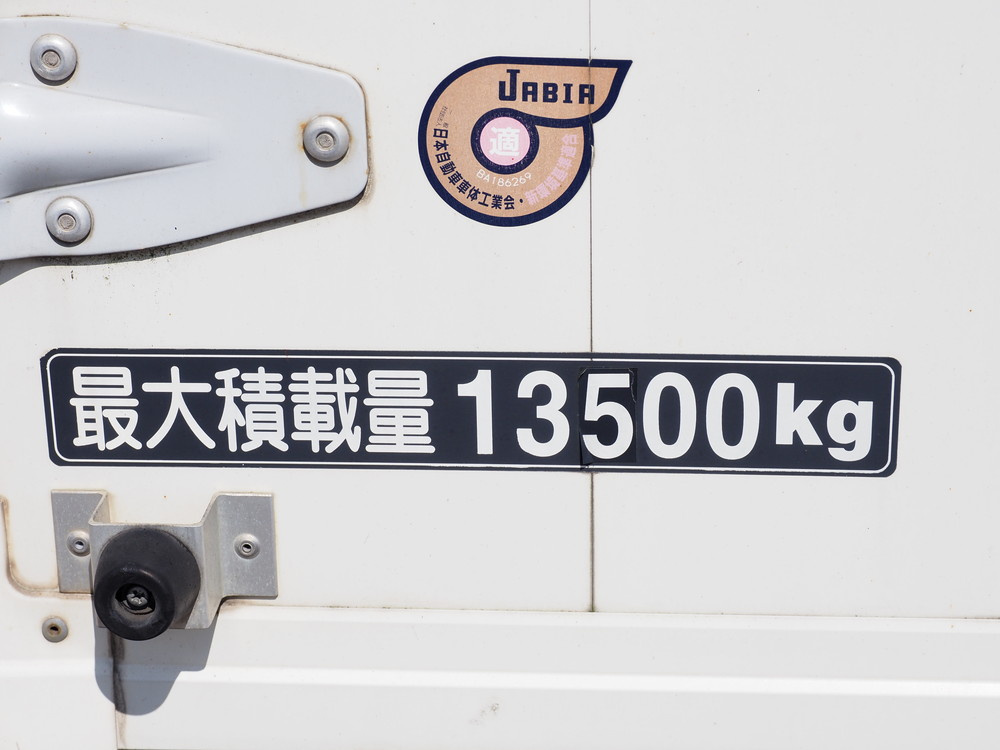 JABIA
適
BA186269
日本自動車車体工業会・
最大積載量 13500kg